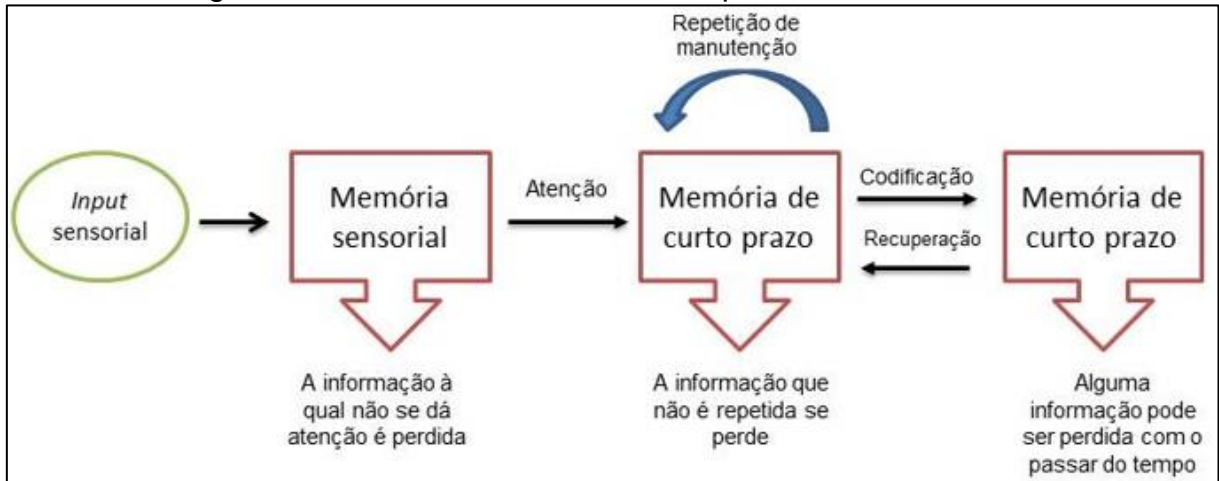 Repetição de
manutenção
Input
sensorial
Memória
sensorial
Atenção
Memória de
curto prazo
Codificação
Recuperação
Memória de
curto prazo
A informação à
qual não se dá
atenção é perdida
A informação que
não é repetida se
perde
Alguma
informação pode
ser perdida com o
passar do tempo